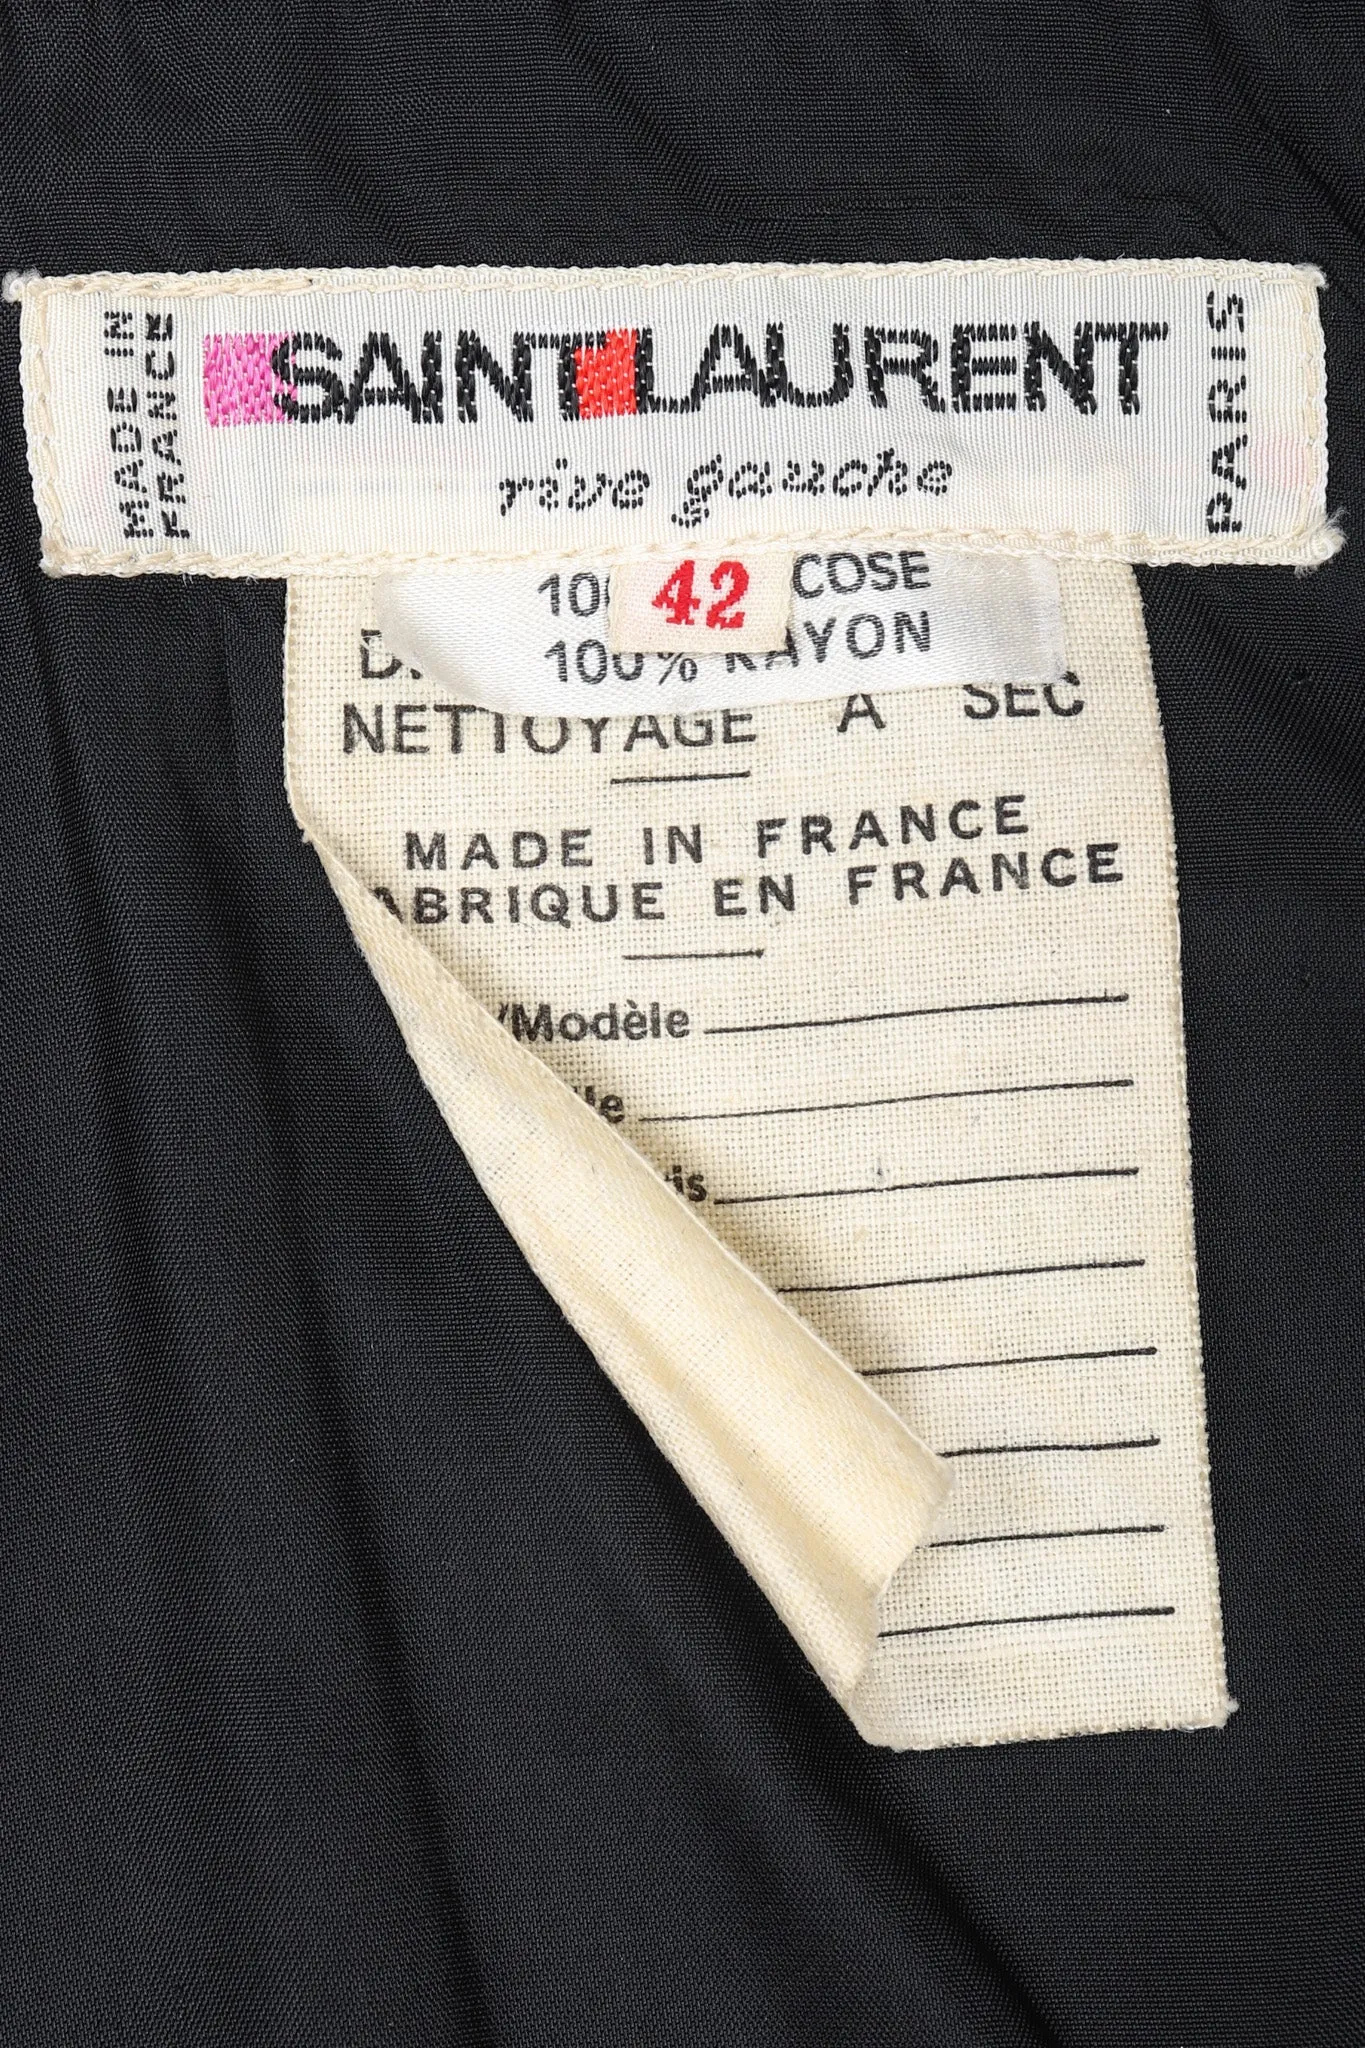 MADE IN
FRANCE
SAINT LAURENT
rive gauche
PARIS
42
COSE
100% RAYON
NETTOYAGE A SEC
MADE IN FRANCE
ABRIQUE EN FRANCE
/Modèle